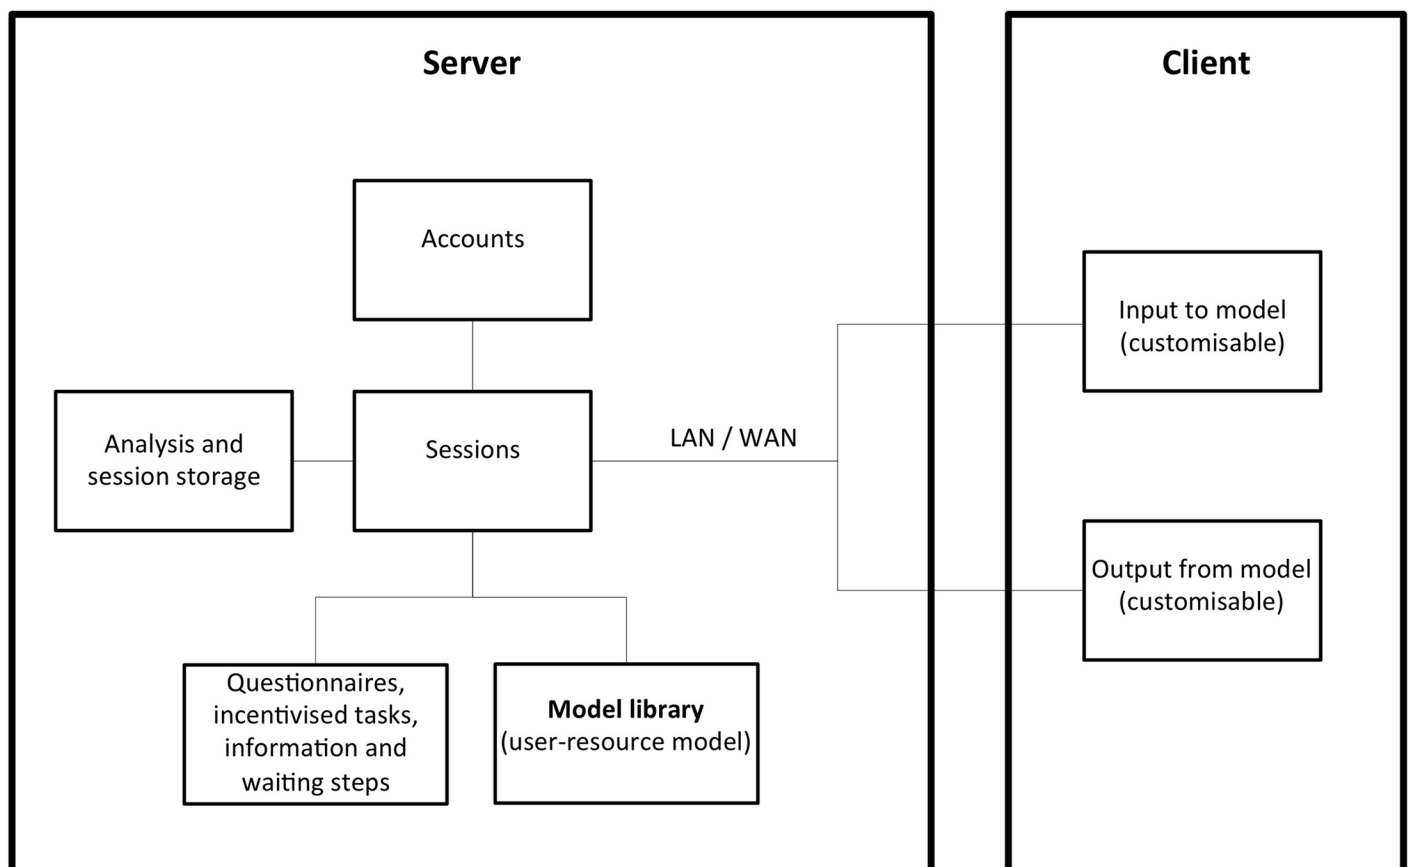 Server
Client
Accounts
Input to model
(customisable)
Analysis and
session storage
Sessions
LAN / WAN
Output from model
(customisable)
Questionnaires,
incentivised tasks,
information and
waiting steps
Model library
(user-resource model)